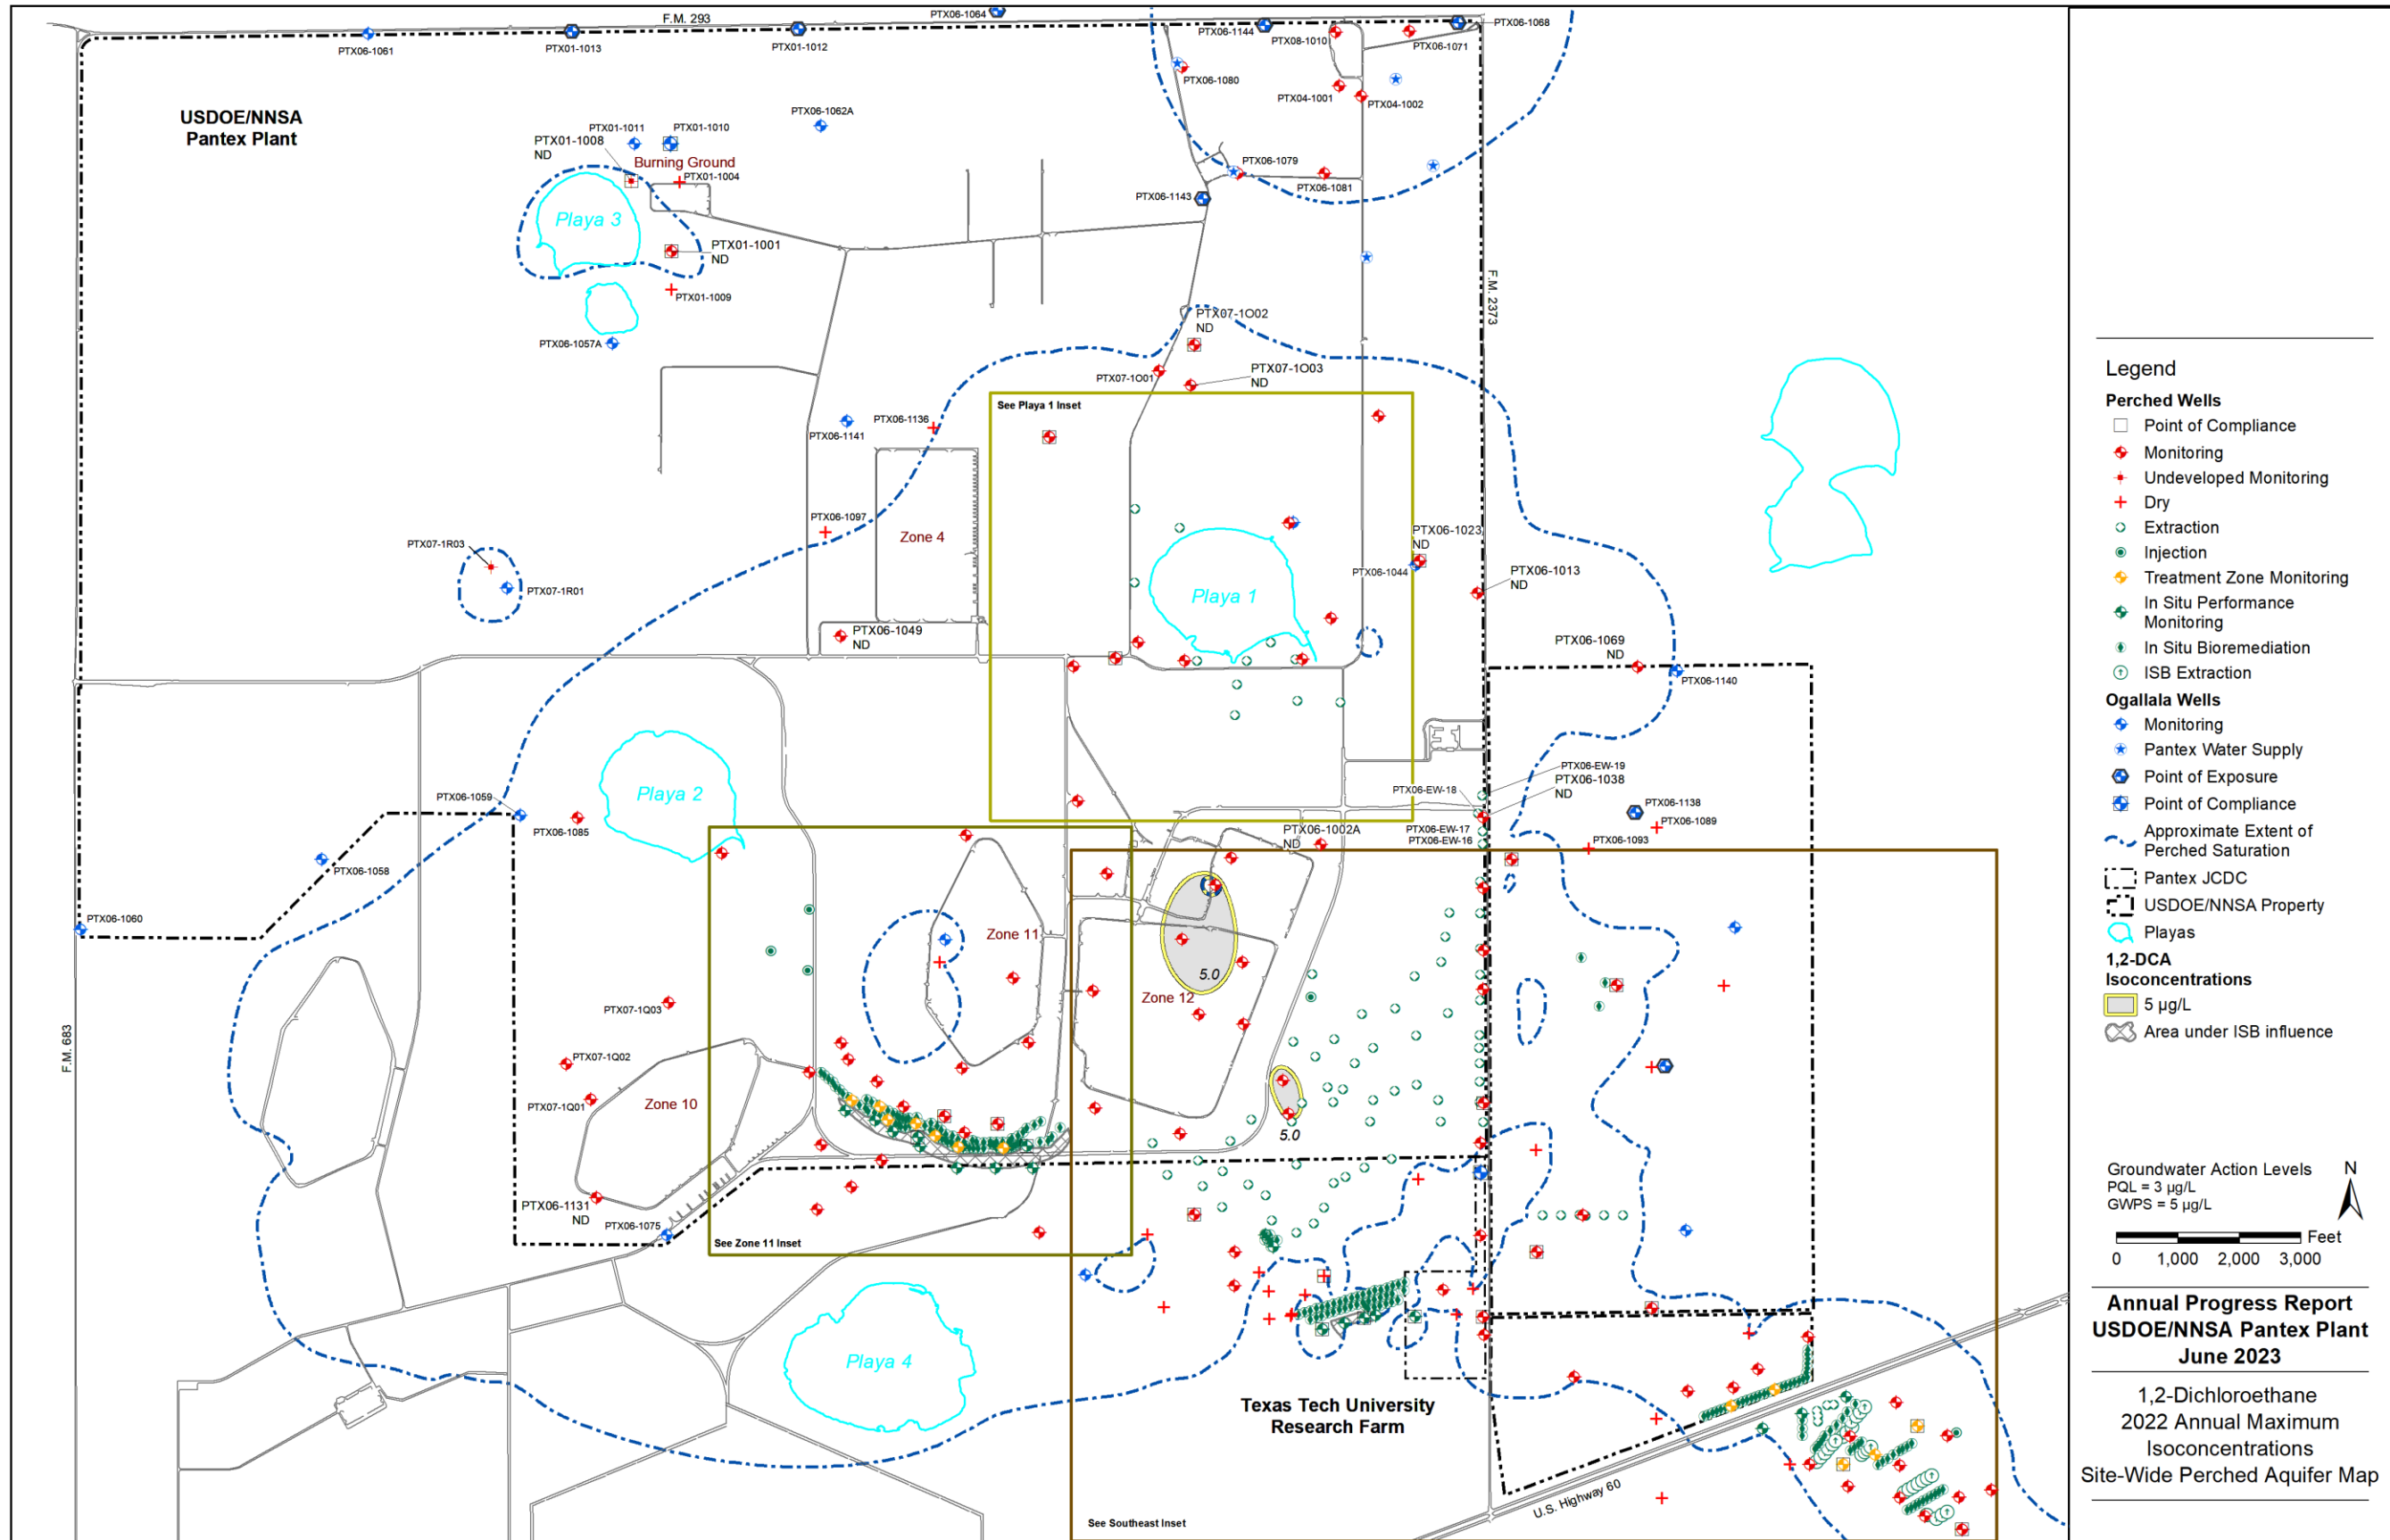 F.M. 293
PTX06-1064
PTX06-1061
PTX01-1013
PTX01-1012
PTX06-1144
PTX08-1010
PTX06-1071
PTX06-1068
PTX06-1080
PTX04-1001
PTX04-1002
USDOE/NNSA
Pantex Plant
PTX06-1062A
PTX01-1011
PTX01-1010
PTX01-1008
ND
Burning Ground
PTX01-1004
PTX06-1079
PTX06-1081
PTX06-1143
Playa 3
PTX01-1001
ND
PTX01-1009
PTX06-1057A
F.M. 2373
PTX07-1O02
ND
PTX07-1O01
PTX07-1O03
ND
See Playa 1 Inset
PTX06-1136
PTX06-1141
PTX06-1097
Zone 4
PTX06-1023
ND
PTX06-1044
PTX06-1013
ND
PTX07-1R03
PTX07-1R01
Playa 1
PTX06-1049
ND
PTX06-1069
ND
PTX06-1140
Playa 2
PTX06-1059
PTX06-1085
PTX06-1058
PTX06-1060
PTX06-EW-19
PTX06-1038
ND
PTX06-EW-18
PTX06-EW-17
PTX06-EW-16
PTX06-1002A
ND
PTX06-1138
PTX06-1089
PTX06-1093
Zone 11
5.0
Zone 12
PTX07-1Q03
F.M. 683
PTX07-1Q02
PTX07-1Q01
Zone 10
5.0
PTX06-1131
ND
PTX06-1075
See Zone 11 Inset
Playa 4
Texas Tech University
Research Farm
U.S. Highway 60
See Southeast Inset
Legend
Perched Wells
Point of Compliance
Monitoring
Undeveloped Monitoring
Dry
Extraction
Injection
Treatment Zone Monitoring
In Situ Performance
Monitoring
In Situ Bioremediation
ISB Extraction
Ogallala Wells
Monitoring
Pantex Water Supply
Point of Exposure
Point of Compliance
Approximate Extent of
Perched Saturation
Pantex JCDC
USDOE/NNSA Property
Playas
1,2-DCA
Isoconcentrations
5 µg/L
Area under ISB influence
Groundwater Action Levels
PQL = 3 µg/L
GWPS = 5 µg/L
N
Feet
0 1,000 2,000 3,000
Annual Progress Report
USDOE/NNSA Pantex Plant
June 2023
1,2-Dichloroethane
2022 Annual Maximum
Isoconcentrations
Site-Wide Perched Aquifer Map